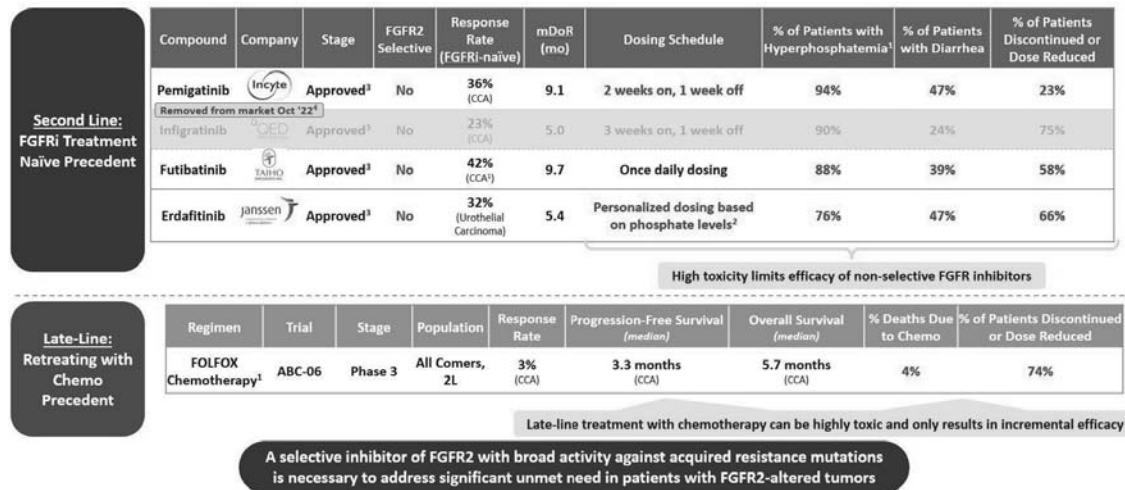 Second Line:
FGFRi Treatment
Naïve Precedent
Compound Company Stage FGFR2 Selective Response Rate (FGFRi-naïve) mDoR (mo) Dosing Schedule % of Patients with Hyperphosphatemia¹ % of Patients with Diarrhea % of Patients Discontinued or Dose Reduced
Pemigatinib Incyte Approved³ No 36% (CCA) 9.1 2 weeks on, 1 week off 94% 47% 23%
Removed from market Oct '22⁴
Infigratinib QED Approved³ No 23% (CCA) 5.0 3 weeks on, 1 week off 90% 24% 75%
Futibatinib TAIHO Approved³ No 42% (CCA¹) 9.7 Once daily dosing 88% 39% 58%
Erdafitinib Janssen Approved³ No 32% (Urothelial Carcinoma) 5.4 Personalized dosing based on phosphate levels² 76% 47% 66%
High toxicity limits efficacy of non-selective FGFR inhibitors
Late-Line:
Retreating with
Chemo
Precedent
Regimen Trial Stage Population Response Rate Progression-Free Survival (median) Overall Survival (median) % Deaths Due to Chemo % of Patients Discontinued or Dose Reduced
FOLFOX Chemotherapy¹ ABC-06 Phase 3 All Comers, 2L 3% (CCA) 3.3 months (CCA) 5.7 months (CCA) 4% 74%
Late-line treatment with chemotherapy can be highly toxic and only results in incremental efficacy
A selective inhibitor of FGFR2 with broad activity against acquired resistance mutations
is necessary to address significant unmet need in patients with FGFR2-altered tumors